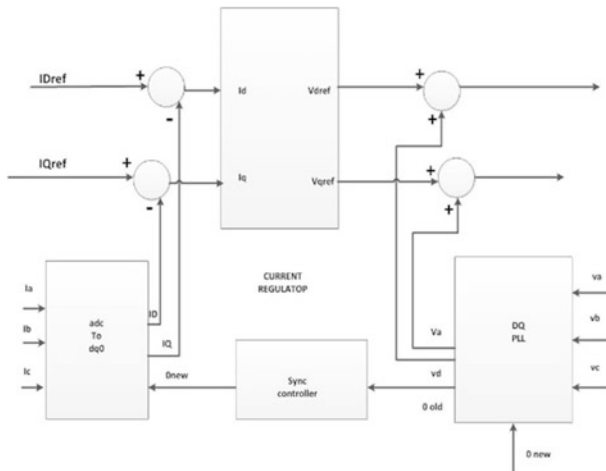 IDref
+
-
Id
Vdref
+
+
IQref
+
-
Iq
Vqref
+
+
CURRENT
REGULATOP
Ia
Ib
Ic
adc
To
dq0
ID
IQ
0new
Sync
controller
Va
vd
0 old
DQ
PLL
va
vb
vc
0 new